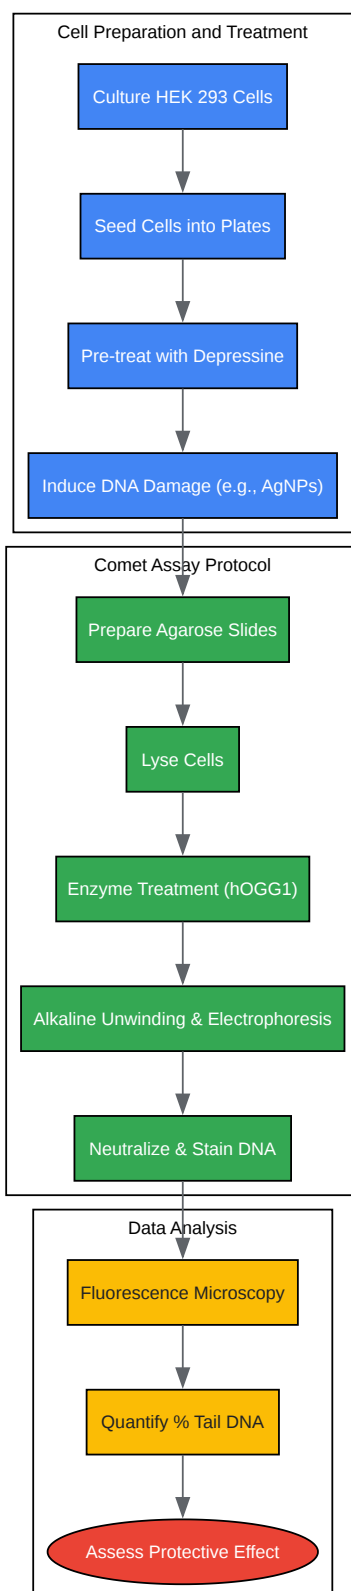 Cell Preparation and Treatment
Culture HEK 293 Cells
Seed Cells into Plates
Pre-treat with Depressine
Induce DNA Damage (e.g., AgNPs)
Comet Assay Protocol
Prepare Agarose Slides
Lyse Cells
Enzyme Treatment (hOGG1)
Alkaline Unwinding & Electrophoresis
Neutralize & Stain DNA
Data Analysis
Fluorescence Microscopy
Quantify % Tail DNA
Assess Protective Effect